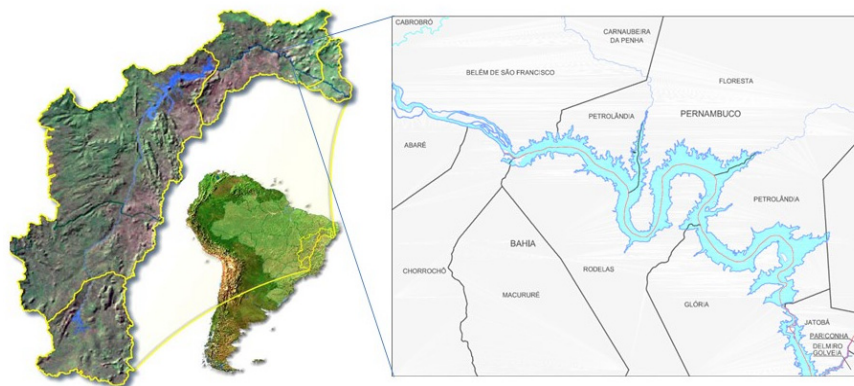 CABROBRÓ
CARNAUBEIRA
DA PENHA
BELÉM DE SÃO FRANCISCO
FLORESTA
PETROLÂNDIA
PERNAMBUCO
ABARÉ
PETROLÂNDIA
BAHIA
CHORROCHÓ
RODELAS
MACURURÉ
GLÓRIA
JATOBÁ
PARICONHA
DELMIRO
GOLVEIA